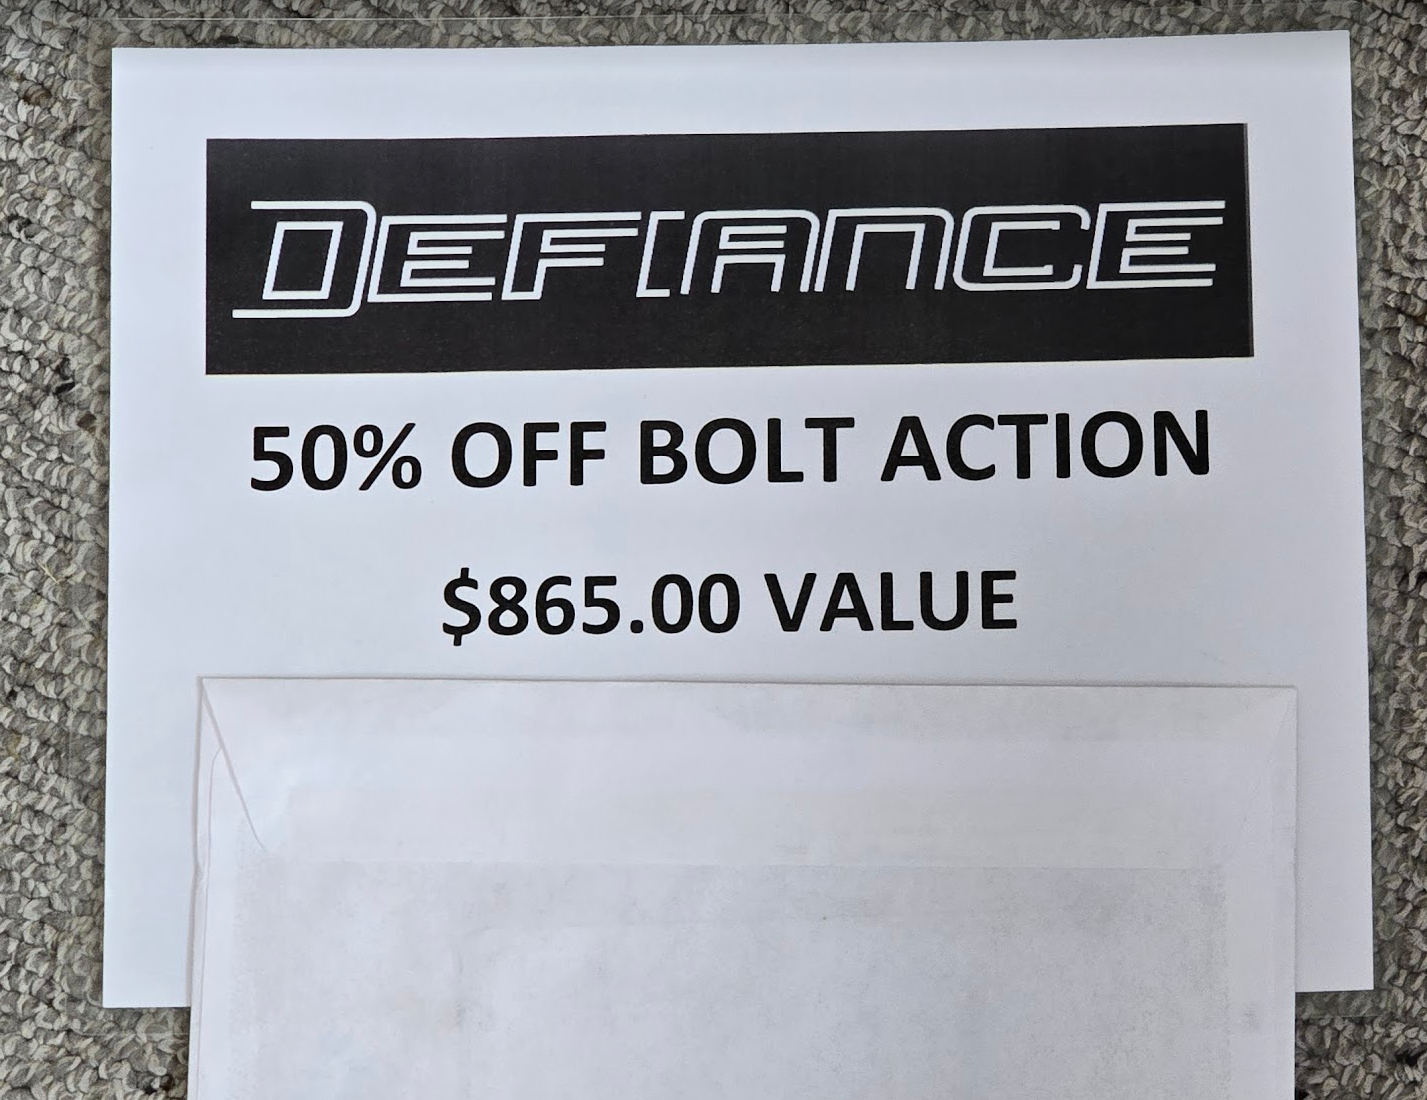 DEFIANCE
50% OFF BOLT ACTION
$865.00 VALUE